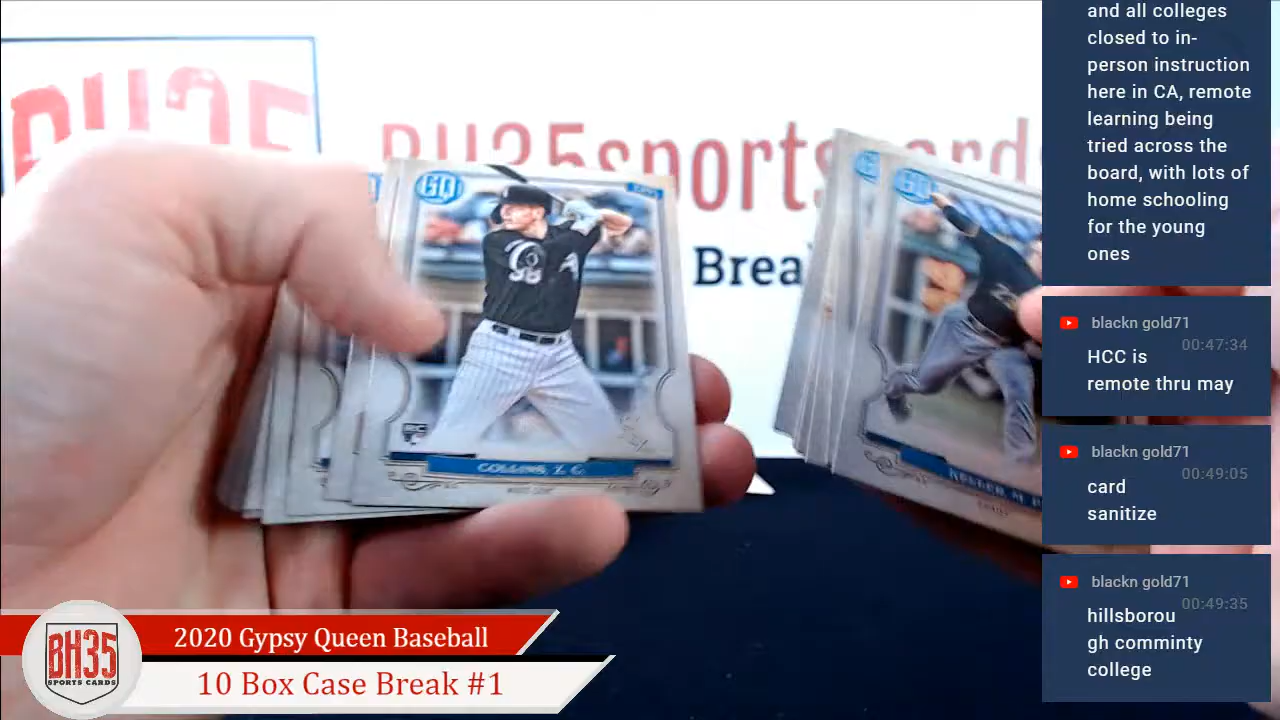 and all colleges
closed to in-
person instruction
here in CA, remote
learning being
tried across the
board, with lots of
home schooling
for the young
ones
BH35
BH35sports
Brea
GQ
GQ
COLLINS, Z. C.
blackn gold71
00:47:34
HCC is
remote thru may
blackn gold71
00:49:05
card
sanitize
blackn gold71
00:49:35
hillsborou
gh comminty
college
BH35
SPORTS CARDS
2020 Gypsy Queen Baseball
10 Box Case Break #1